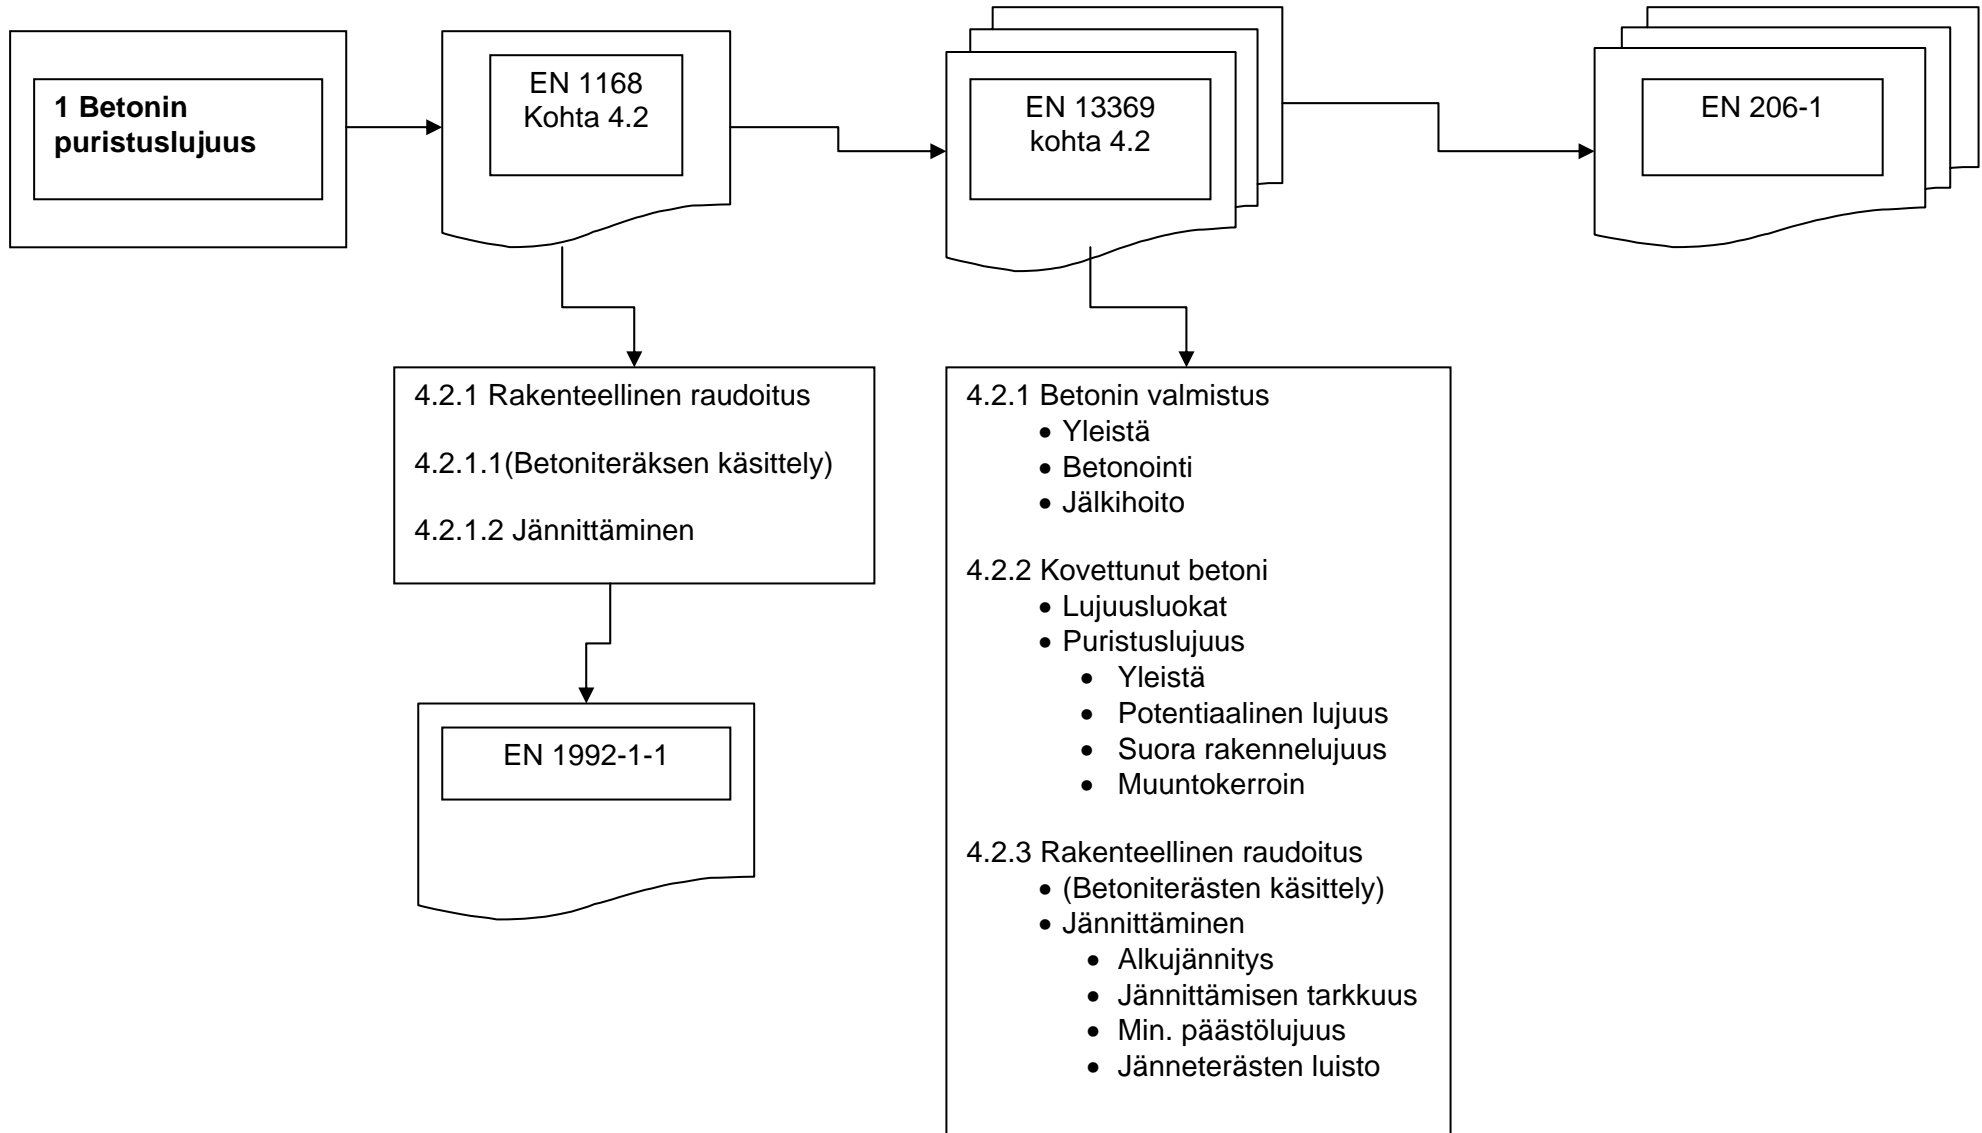 1 Betonin
puristuslujuus
EN 1168
Kohta 4.2
EN 13369
kohta 4.2
EN 206-1
4.2.1 Rakenteellinen raudoitus
4.2.1.1(Betoniteräksen käsittely)
4.2.1.2 Jännittäminen
EN 1992-1-1
4.2.1 Betonin valmistus
• Yleistä
• Betonointi
• Jälkihoito
4.2.2 Kovettunut betoni
• Lujuusluokat
• Puristuslujuus
• Yleistä
• Potentiaalinen lujuus
• Suora rakennelujuus
• Muuntokerroin
4.2.3 Rakenteellinen raudoitus
• (Betoniterästen käsittely)
• Jännittäminen
• Alkujännitys
• Jännittämisen tarkkuus
• Min. päästölujuus
• Jänneterästen luisto